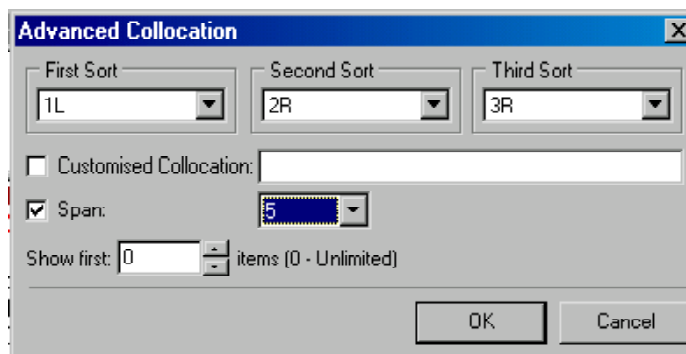 Advanced Collocation
First Sort Second Sort Third Sort
1L 2R 3R
Customised Collocation:
Span: 5
Show first: 0 items (0 - Unlimited)
OK Cancel